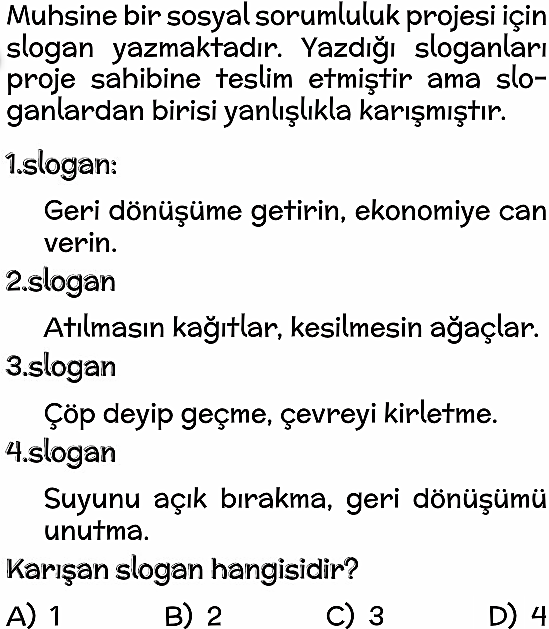 Muhsine bir sosyal sorumluluk projesi için
slogan yazmaktadır. Yazdığı sloganları
proje sahibine teslim etmiştir ama slo-
ganlardan birisi yanlışlıkla karışmıştır.
1.slogan:
Geri dönüşüme getirin, ekonomiye can
verin.
2.slogan
Atılmasın kağıtlar, kesilmesin ağaçlar.
3.slogan
Çöp deyip geçme, çevreyi kirletme.
4.slogan
Suyunu açık bırakma, geri dönüşümü
unutma.
Karışan slogan hangisidir?
A) 1 B) 2 C) 3 D) 4